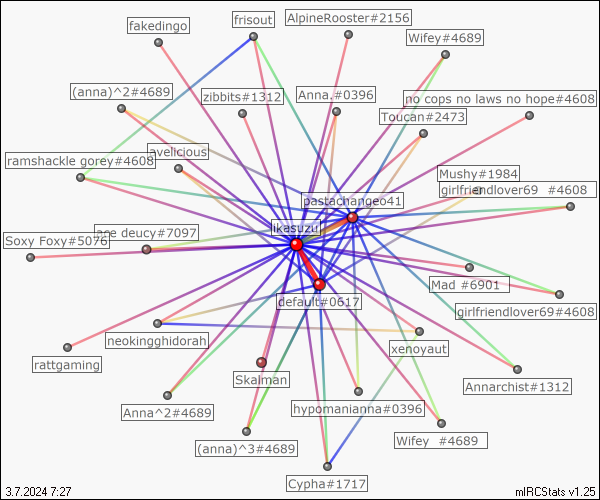 frisout
AlpineRooster#2156
fakedingo
Wifey#4689
(anna)^2#4689
zibbits#1312
Anna.#0396
no cops no laws no hope#4608
Toucan#2473
ramshackle gorey#4608
avelicious
Mushy#1984
girlfriendlover69 #4608
pastachangeo41
likasuzul
ace deucy#7097
Soxy Foxy#5076
Mad #6901
default#0617
girlfriendlover69#4608
neokingghidorah
xenoyaut
rattgaming
Skalman
Annarchist#1312
Anna^2#4689
hypomanianna#0396
(anna)^3#4689
Wifey #4689
Cypha#1717
3.7.2024 7:27
mIRCStats v1.25